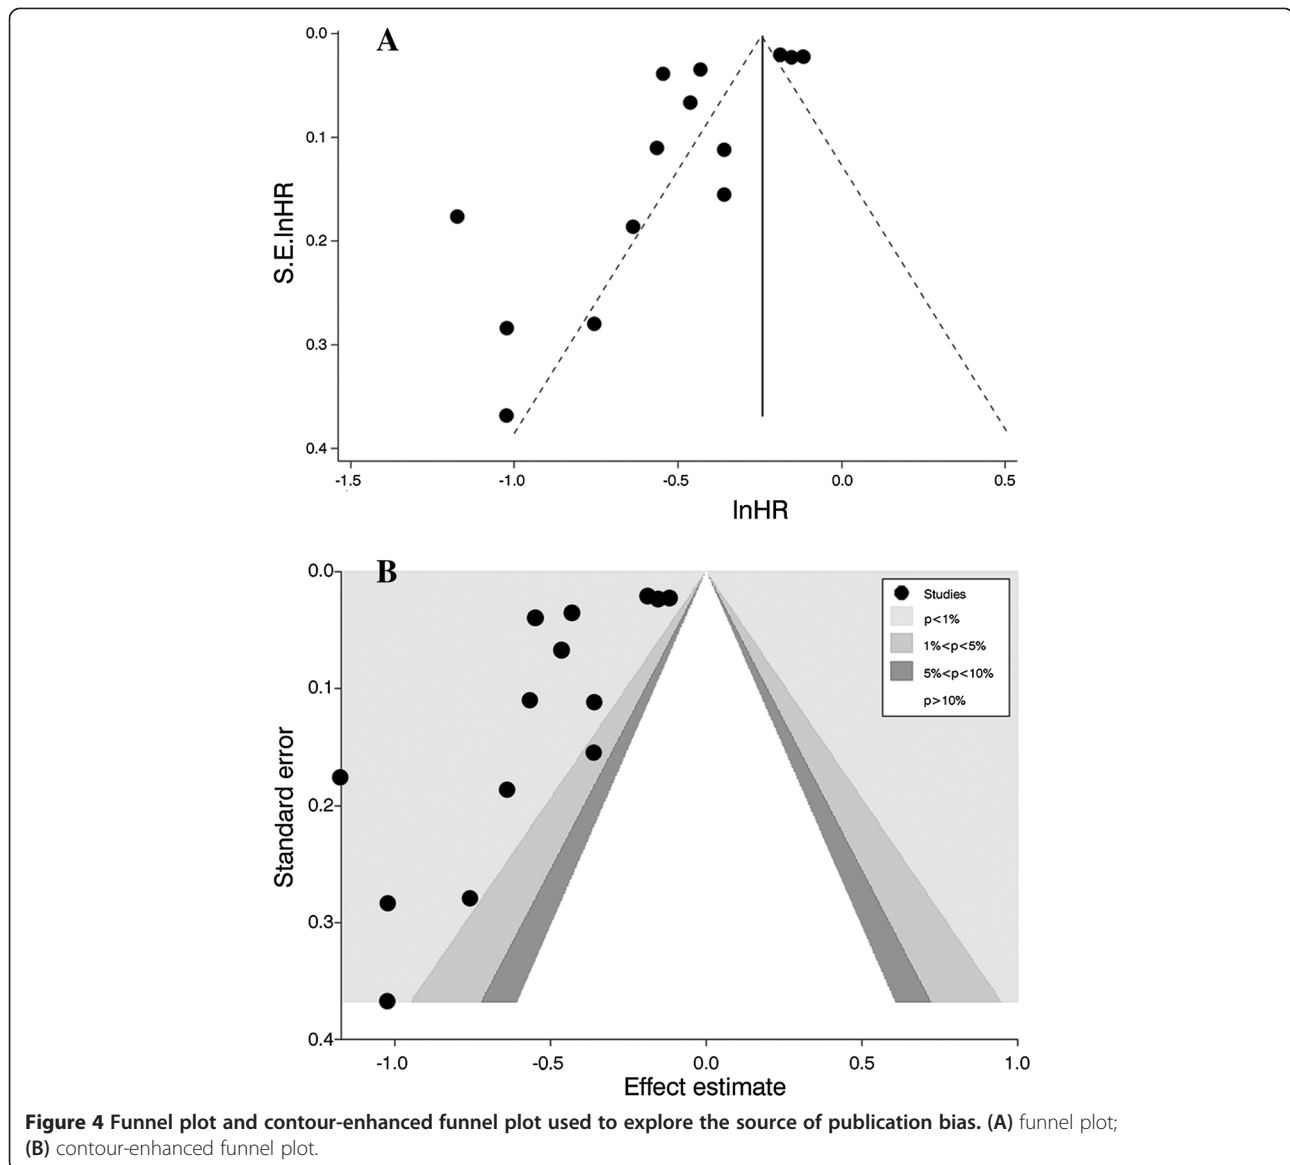 A
0.0
0.1
0.2
0.3
0.4
S.E.lnHR
-1.5
-1.0
-0.5
0.0
0.5
lnHR
B
0.0
0.1
0.2
0.3
0.4
Standard error
Studies
p<1%
1%<p<5%
5%<p<10%
p>10%
-1.0
-0.5
0.0
0.5
1.0
Effect estimate
Figure 4 Funnel plot and contour-enhanced funnel plot used to explore the source of publication bias. (A) funnel plot;
(B) contour-enhanced funnel plot.